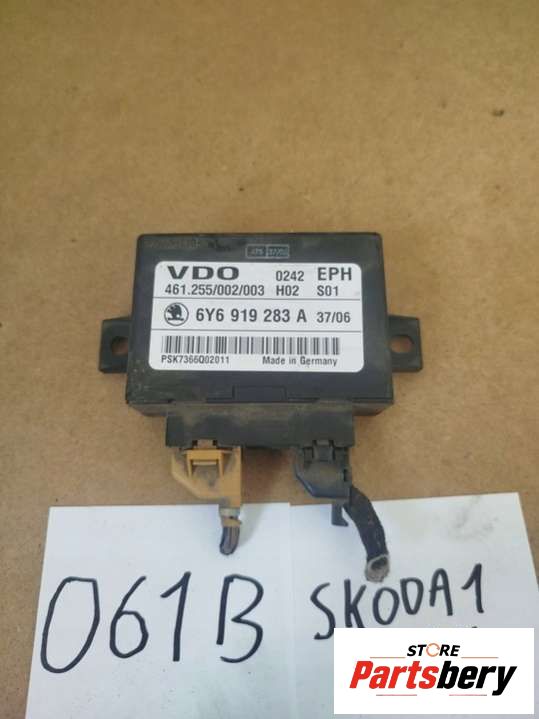 VDO 0242 EPH
461.255/002/003 H02 S01
6Y6 919 283 A 37/06
PSK7366Q02011 Made in Germany
061B
SKODA1
STORE
Partsbery